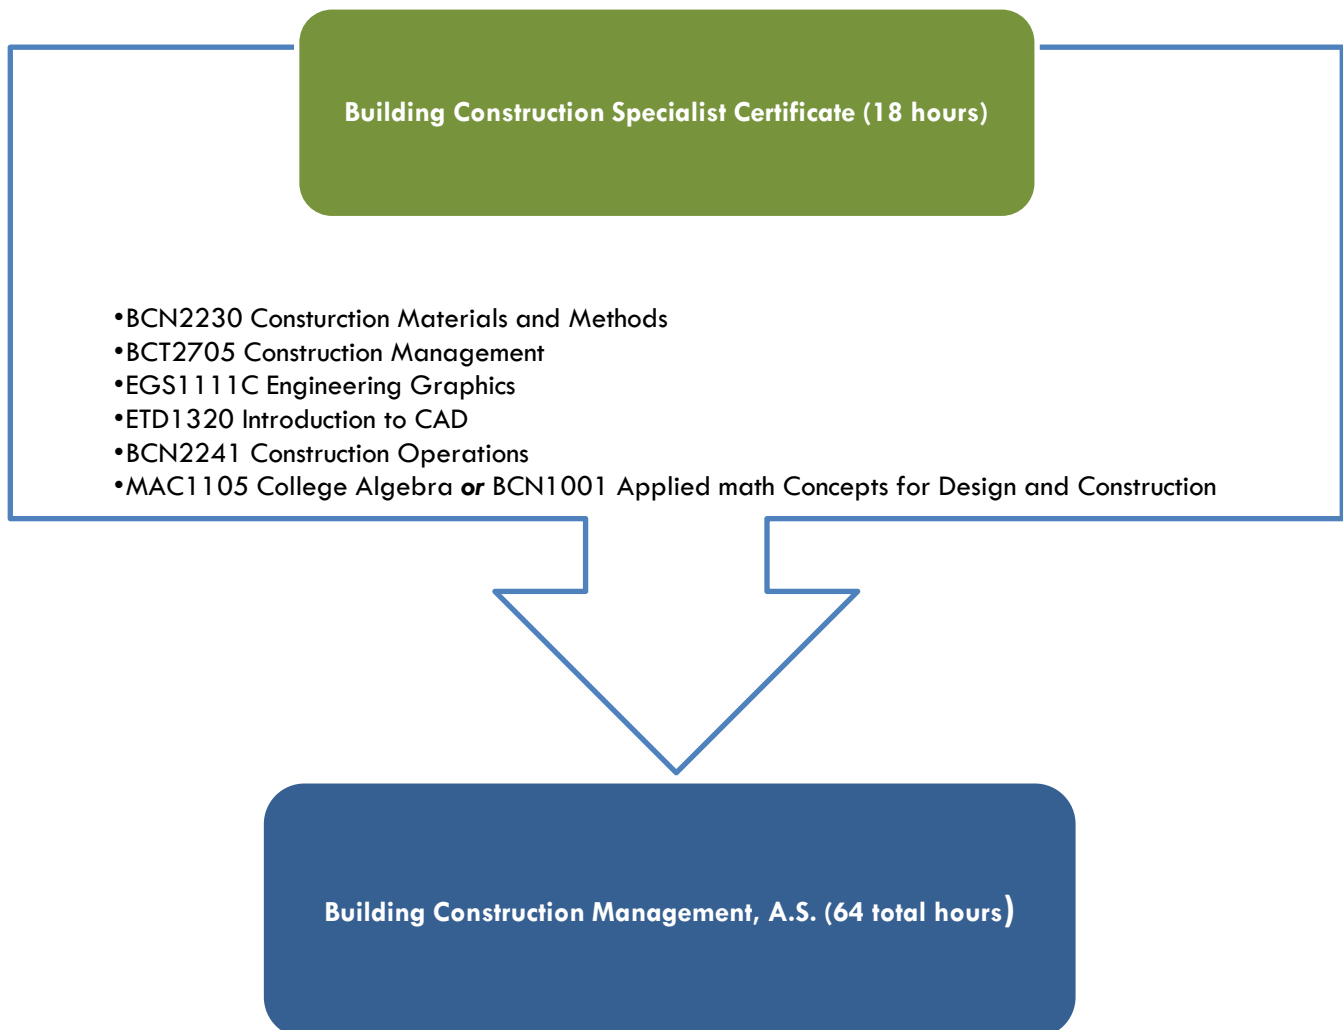 Building Construction Specialist Certificate (18 hours)
•BCN2230 Consturction Materials and Methods
•BCT2705 Construction Management
•EGS1111C Engineering Graphics
•ETD1320 Introduction to CAD
•BCN2241 Construction Operations
•MAC1105 College Algebra or BCN1001 Applied math Concepts for Design and Construction
Building Construction Management, A.S. (64 total hours)